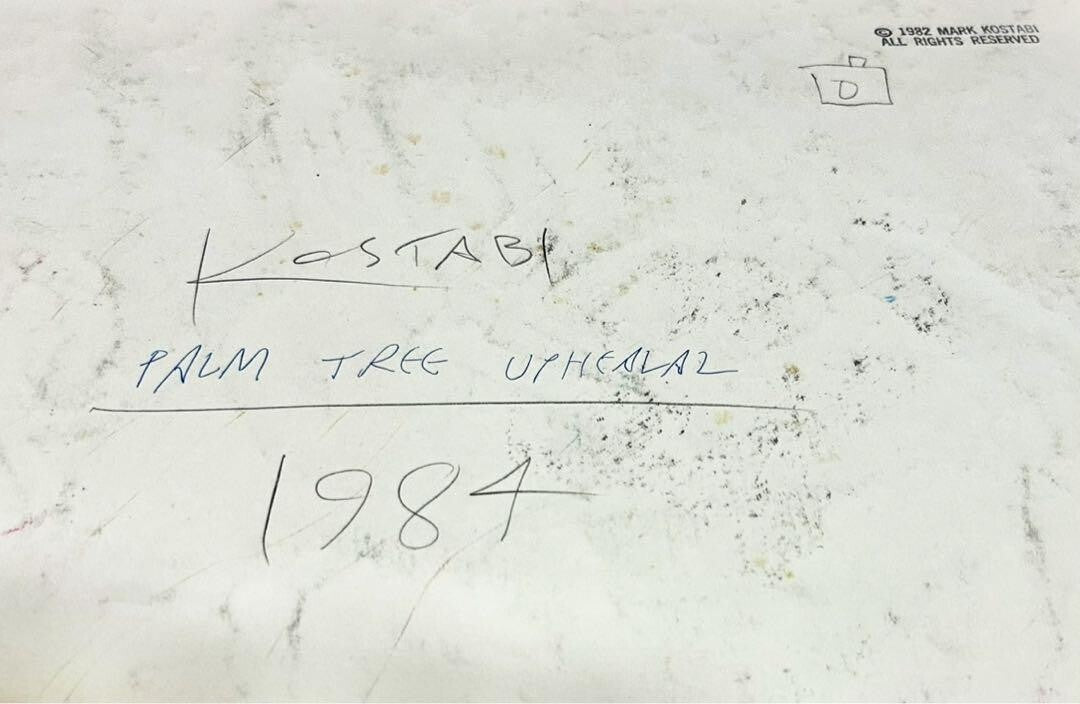 © 1982 MARK KOSTABI
ALL RIGHTS RESERVED
D
KOSTABI
PALM TREE UPHEAVAL
1984